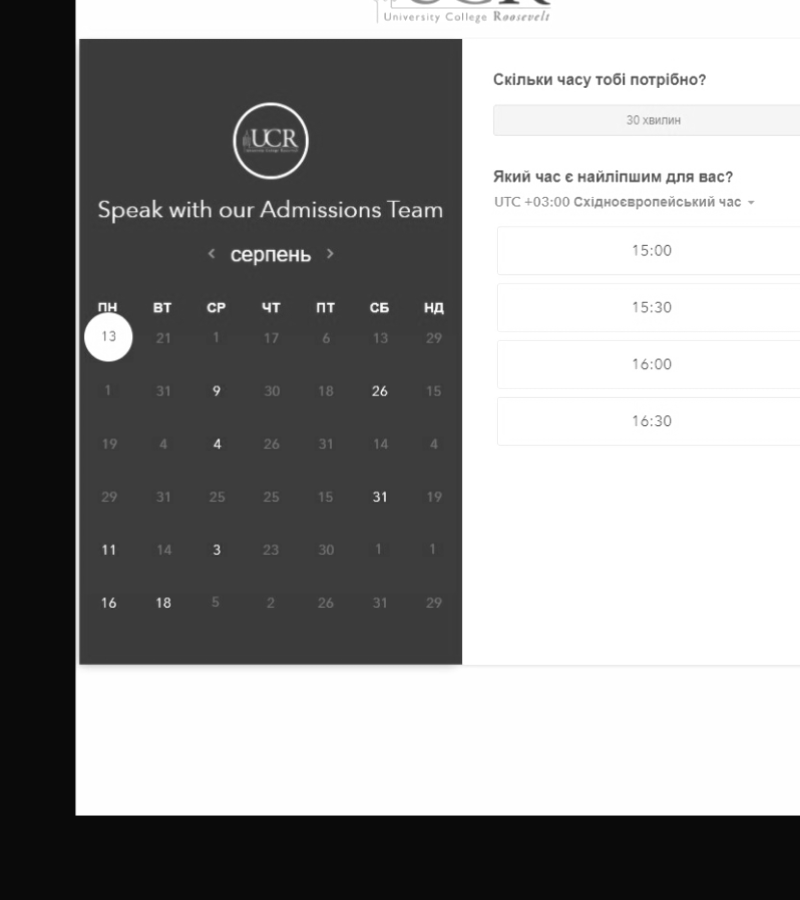 UCR
University College Roosevelt
UCR
Speak with our Admissions Team
< серпень >
ПН ВТ СР ЧТ ПТ СБ НД
13 21 1 17 6 13 29
1 31 9 30 18 26 15
19 4 4 26 31 14 4
29 31 25 25 15 31 19
11 14 3 23 30 1 1
16 18 5 2 26 31 29
Скільки часу тобі потрібно?
30 хвилин
Який час є найліпшим для вас?
UTC +03:00 Східноєвропейський час
15:00
15:30
16:00
16:30